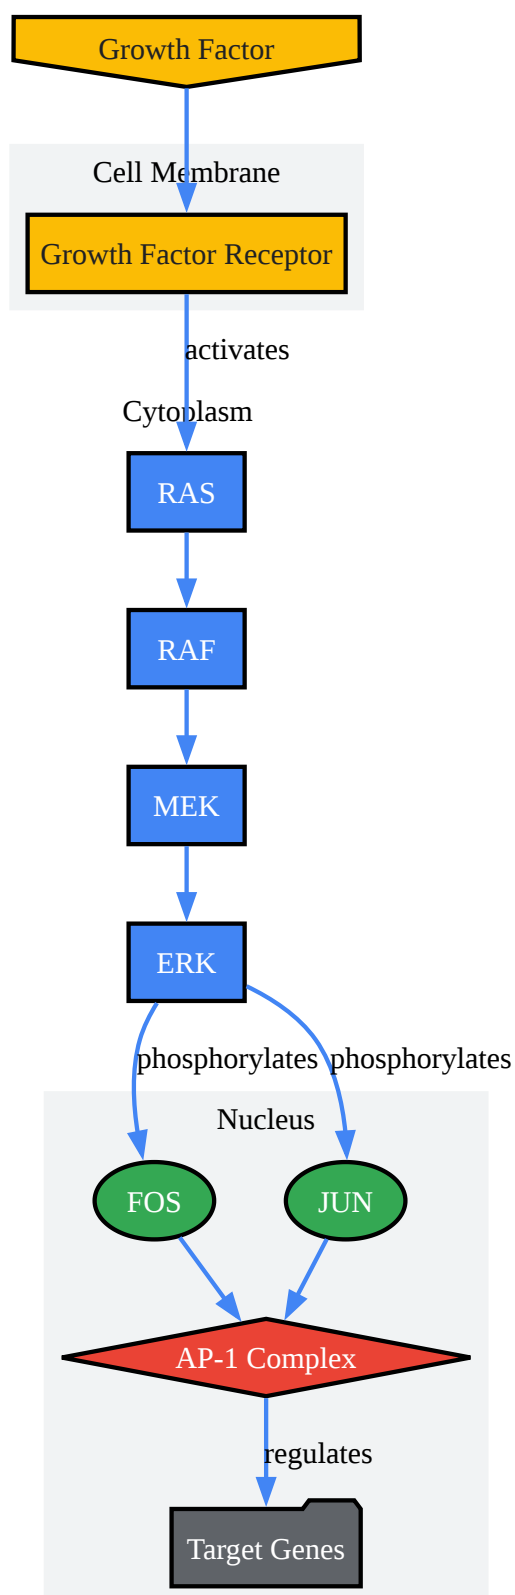 Growth Factor
Cell Membrane
Growth Factor Receptor
activates
Cytoplasm
RAS
RAF
MEK
ERK
phosphorylates phosphorylates
Nucleus
FOS JUN
AP-1 Complex
regulates
Target Genes